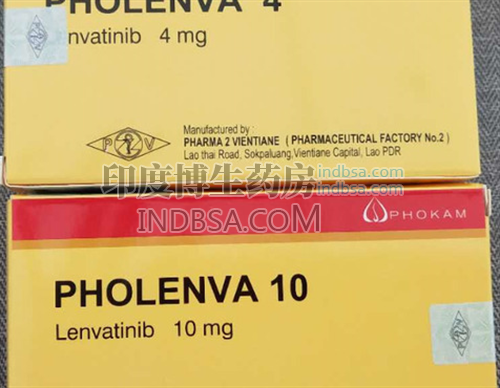 PHOLENVA 4
Lenvatinib 4 mg
P V
Manufactured by :
PHARMA 2 VIENTIANE ( PHARMACEUTICAL FACTORY No.2 )
Lao thai Road, Sokpaluang,Vientiane Capital, Lao PDR
印度博生药房
indbsa.com
indbsa.com
INDBSA.COM
PHOKAM
PHOLENVA 10
Lenvatinib 10 mg